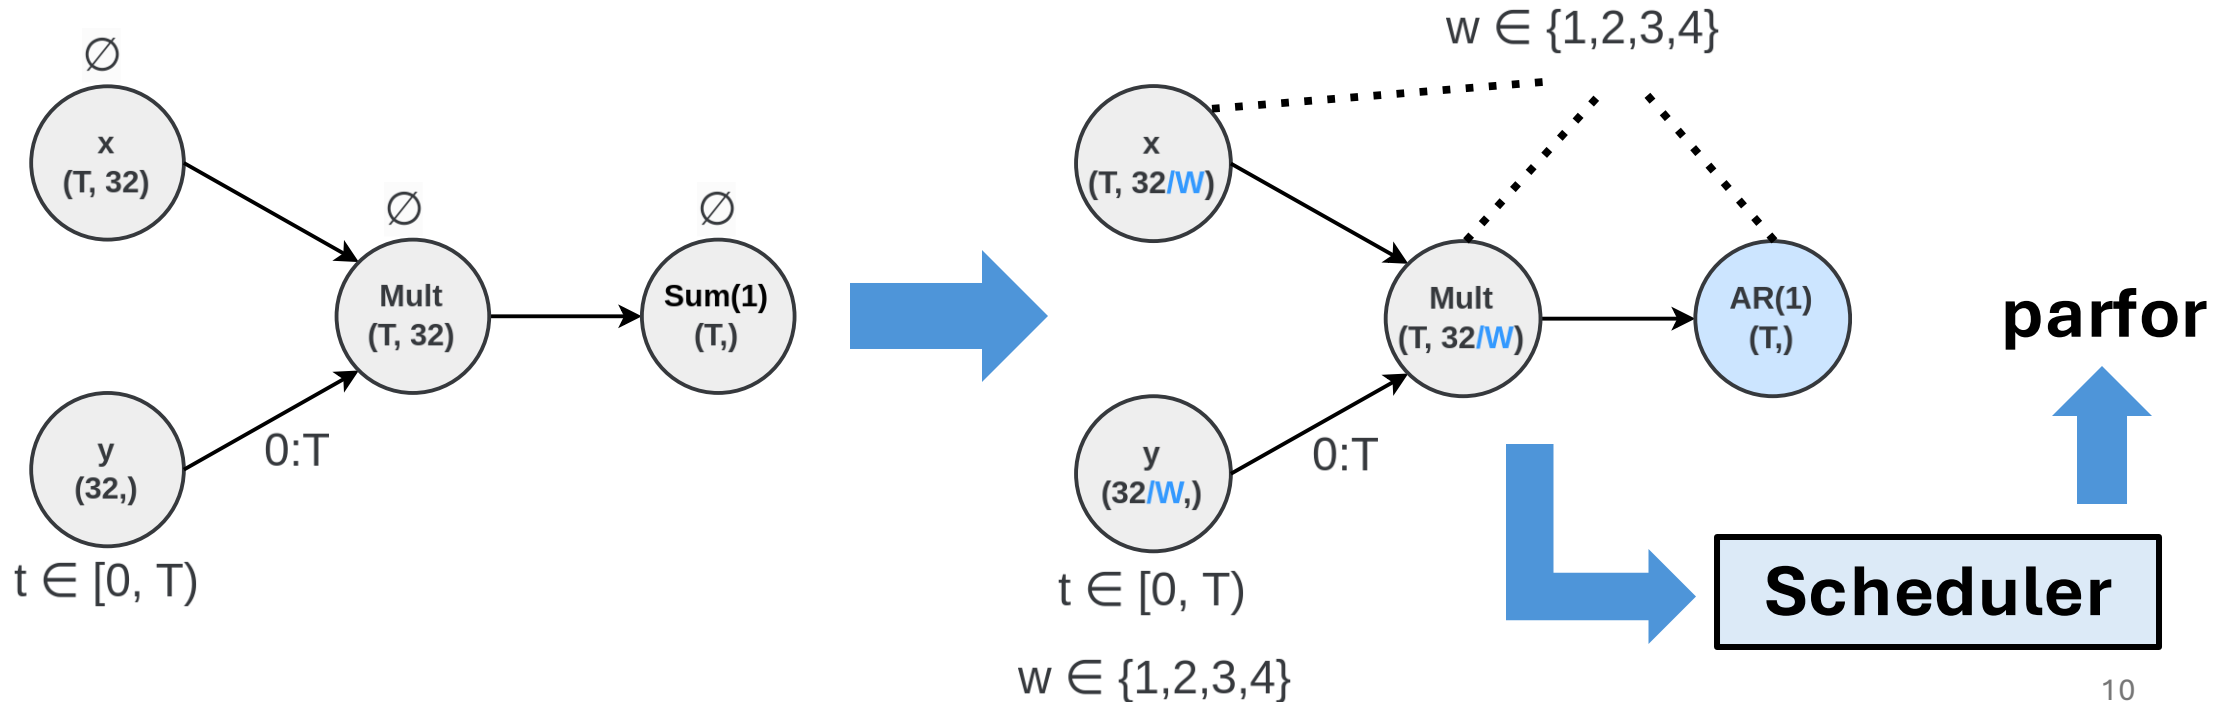 ∅
x
(T, 32)
∅
Mult
(T, 32)
∅
Sum(1)
(T,)
y
(32,)
0:T
t ∈ [0, T)
w ∈ {1,2,3,4}
x
(T, 32/W)
Mult
(T, 32/W)
AR(1)
(T,)
y
(32/W,)
0:T
t ∈ [0, T)
w ∈ {1,2,3,4}
parfor
Scheduler
10